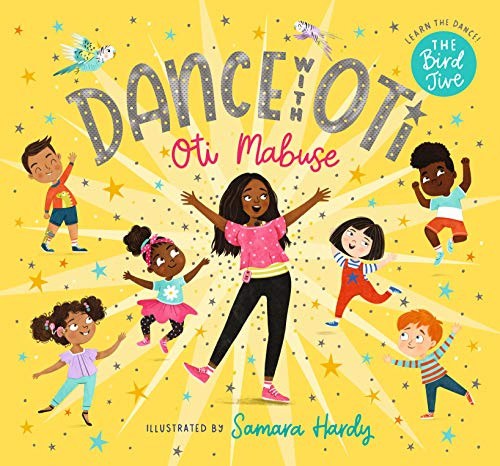 LEARN THE DANCE!
THE
Bird
Jive
DANCE WITH OTi
Oti Mabuse
ILLUSTRATED BY Samara Hardy